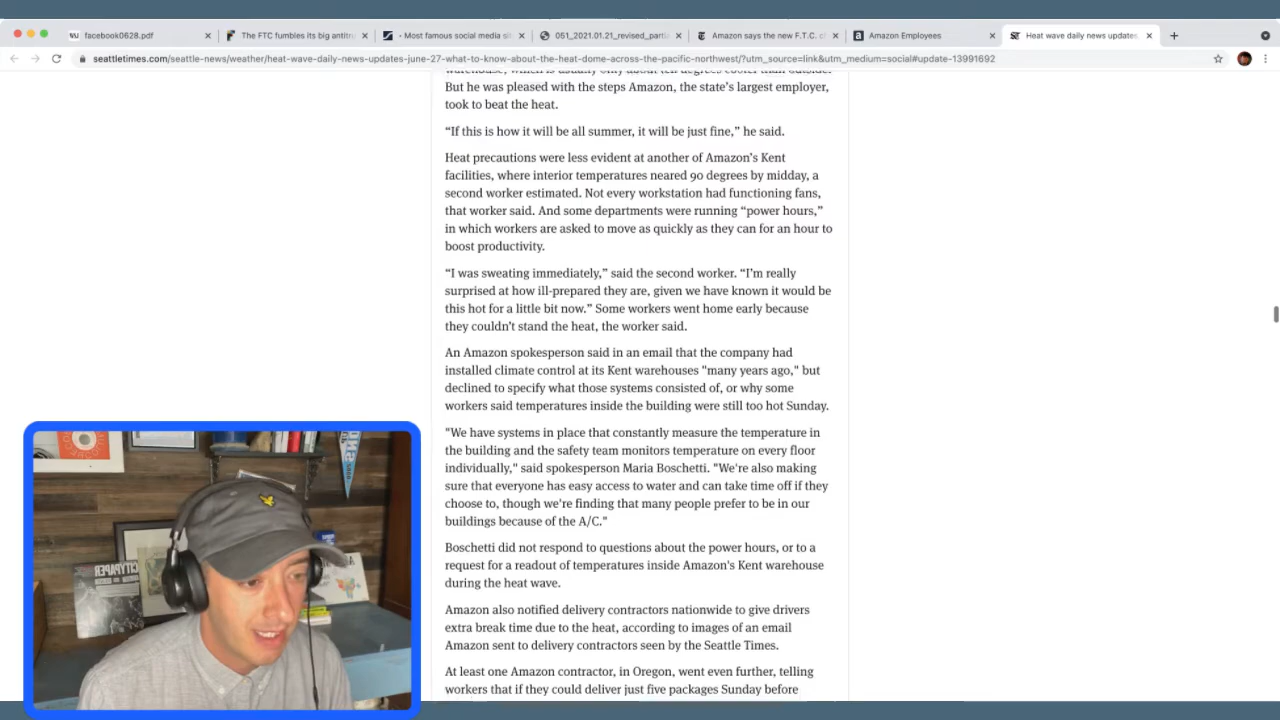 facebook0628.pdf
The FTC fumbles its big antitr
Most famous social media si
051_2021.01.21_revised_parti
Amazon says the new F.T.C. c
Amazon Employees
Heat wave daily news updates
seattletimes.com/seattle-news/weather/heat-wave-daily-news-updates-june-27-what-to-know-about-the-heat-dome-across-the-pacific-northwest/?utm_source=link&utm_medium=social#update-13991692
warehouse, which is usually only about ten degrees cooler than outside.
But he was pleased with the steps Amazon, the state's largest employer,
took to beat the heat.
“If this is how it will be all summer, it will be just fine,” he said.
Heat precautions were less evident at another of Amazon’s Kent
facilities, where interior temperatures neared 90 degrees by midday, a
second worker estimated. Not every workstation had functioning fans,
that worker said. And some departments were running “power hours,”
in which workers are asked to move as quickly as they can for an hour to
boost productivity.
“I was sweating immediately,” said the second worker. “I’m really
surprised at how ill-prepared they are, given we have known it would be
this hot for a little bit now.” Some workers went home early because
they couldn’t stand the heat, the worker said.
An Amazon spokesperson said in an email that the company had
installed climate control at its Kent warehouses "many years ago," but
declined to specify what those systems consisted of, or why some
workers said temperatures inside the building were still too hot Sunday.
"We have systems in place that constantly measure the temperature in
the building and the safety team monitors temperature on every floor
individually," said spokesperson Maria Boschetti. "We're also making
sure that everyone has easy access to water and can take time off if they
choose to, though we're finding that many people prefer to be in our
buildings because of the A/C."
Boschetti did not respond to questions about the power hours, or to a
request for a readout of temperatures inside Amazon's Kent warehouse
during the heat wave.
Amazon also notified delivery contractors nationwide to give drivers
extra break time due to the heat, according to images of an email
Amazon sent to delivery contractors seen by the Seattle Times.
At least one Amazon contractor, in Oregon, went even further, telling
workers that if they could deliver just five packages Sunday before
CITYPAPER